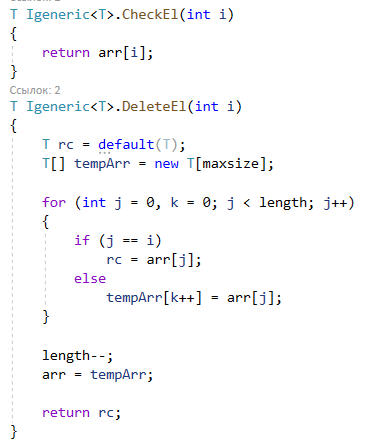 T Igeneric<T>.CheckEl(int i)
{
    return arr[i];
}
Ссылок: 2
T Igeneric<T>.DeleteEl(int i)
{
    T rc = default(T);
    T[] tempArr = new T[maxsize];

    for (int j = 0, k = 0; j < length; j++)
    {
        if (j == i)
            rc = arr[j];
        else
            tempArr[k++] = arr[j];
    }

    length--;
    arr = tempArr;

    return rc;
}